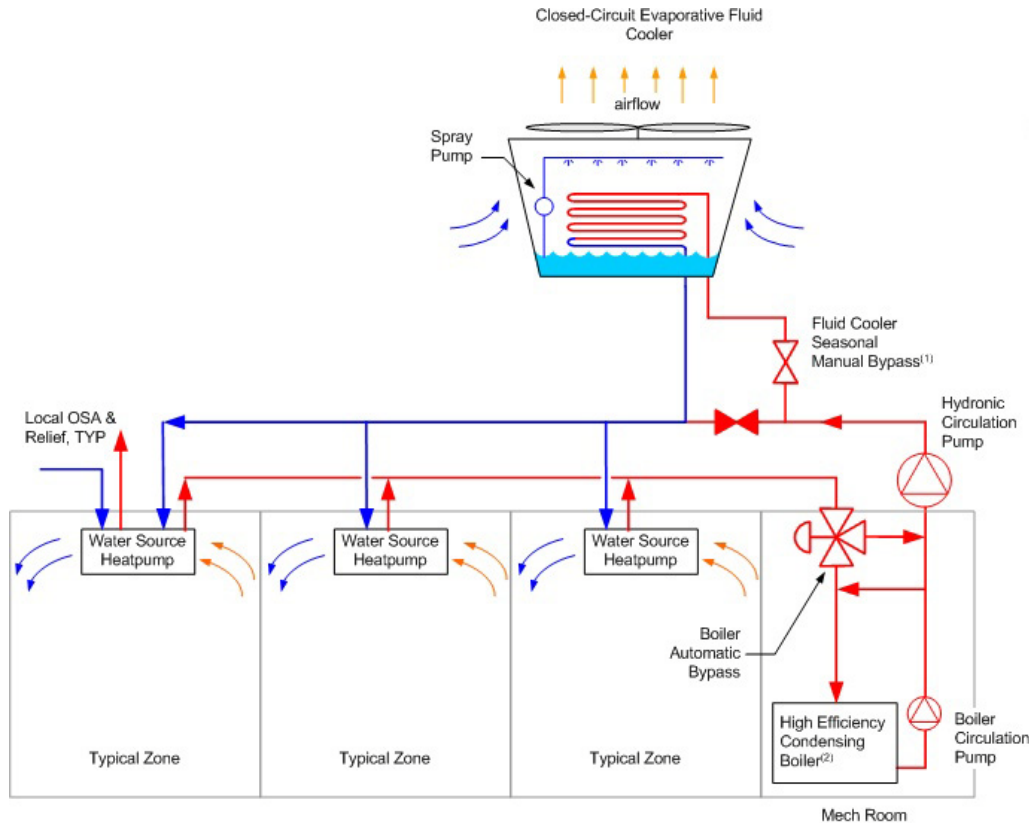 Closed-Circuit Evaporative Fluid
Cooler
airflow
Spray
Pump
Fluid Cooler
Seasonal
Manual Bypass(1)
Local OSA &
Relief, TYP
Hydronic
Circulation
Pump
Water Source
Heatpump
Water Source
Heatpump
Water Source
Heatpump
Boiler
Automatic
Bypass
High Efficiency
Condensing
Boiler(2)
Boiler
Circulation
Pump
Typical Zone
Typical Zone
Typical Zone
Mech Room